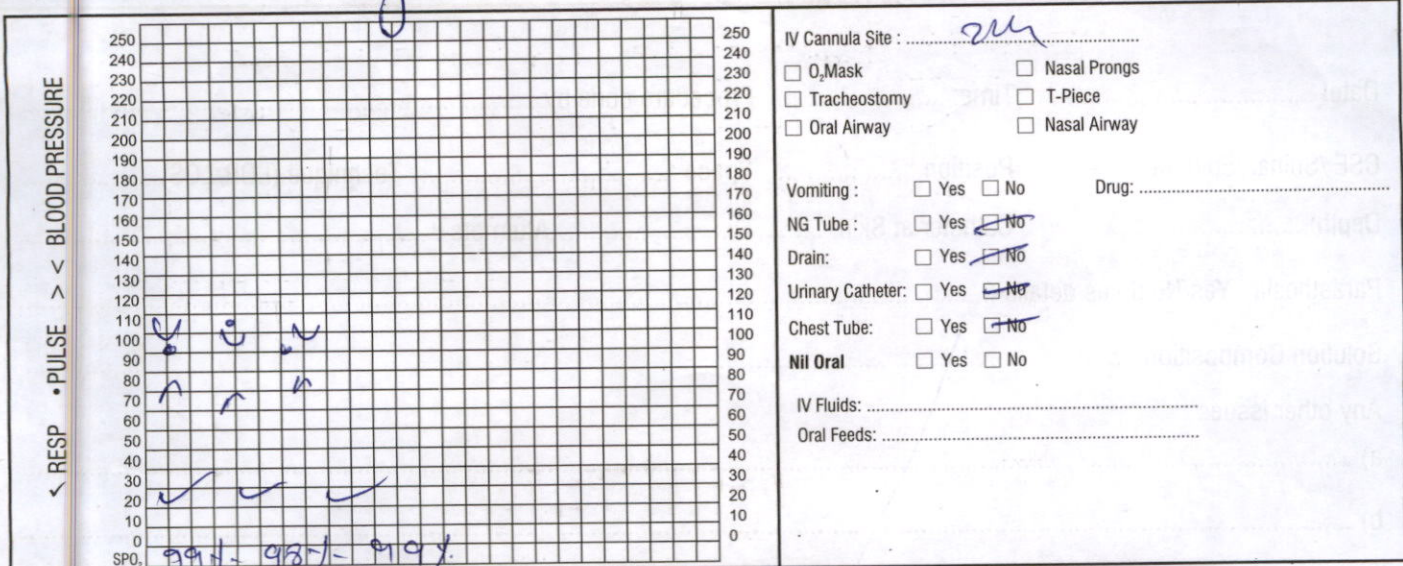 250 250
240 240
230 230
220 220
210 210
200 200
190 190
180 180
170 170
160 160
150 150
140 140
130 130
120 120
110 110
100 100
90 90
80 80
70 70
60 60
50 50
40 40
30 30
20 20
10 10
0
SPO₂ 99% 98% 99%
✓ RESP •PULSE > < BLOOD PRESSURE
IV Cannula Site :
☐ O₂Mask ☐ Nasal Prongs
☐ Tracheostomy ☐ T-Piece
☐ Oral Airway ☐ Nasal Airway
Vomiting : ☐ Yes ☐ No Drug:
NG Tube: ☐ Yes ☐ No
Drain: ☐ Yes ☐ No
Urinary Catheter: ☐ Yes ☐ No
Chest Tube: ☐ Yes ☐ No
Nil Oral ☐ Yes ☐ No
IV Fluids:
Oral Feeds: